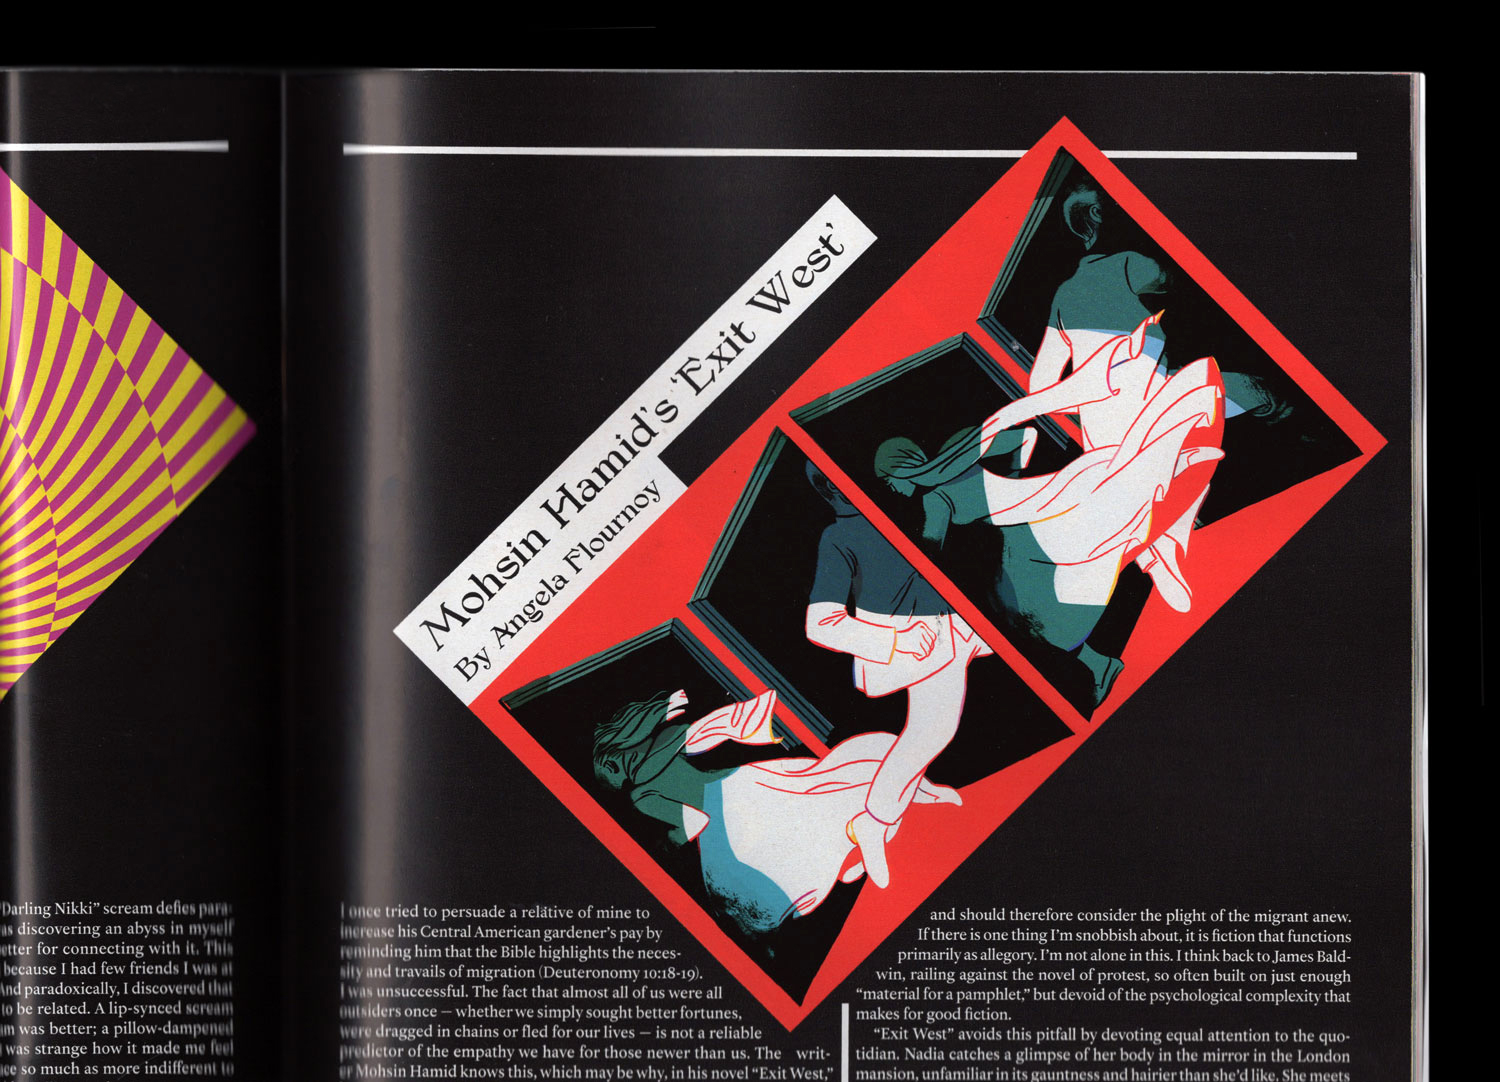 Mohsin Hamid's 'Exit West'
By Angela Flournoy
"Darling Nikki" scream defies para-
as discovering an abyss in myself
etter for connecting with it. This
because I had few friends I was at
And paradoxically, I discovered that
to be related. A lip-synced scream
was better; a pillow-dampened
was strange how it made me feel
so much as more indifferent to
I once tried to persuade a relative of mine to
increase his Central American gardener's pay by
reminding him that the Bible highlights the neces-
sity and travails of migration (Deuteronomy 10:18-19).
I was unsuccessful. The fact that almost all of us were all
outsiders once — whether we simply sought better fortunes,
were dragged in chains or fled for our lives — is not a reliable
predictor of the empathy we have for those newer than us. The writ-
er Mohsin Hamid knows this, which may be why, in his novel "Exit West,"
and should therefore consider the plight of the migrant anew.
If there is one thing I'm snobbish about, it is fiction that functions
primarily as allegory. I'm not alone in this. I think back to James Bald-
win, railing against the novel of protest, so often built on just enough
"material for a pamphlet," but devoid of the psychological complexity that
makes for good fiction.
"Exit West" avoids this pitfall by devoting equal attention to the quo-
tidian. Nadia catches a glimpse of her body in the mirror in the London
mansion, unfamiliar in its gauntness and hairier than she'd like. She meets